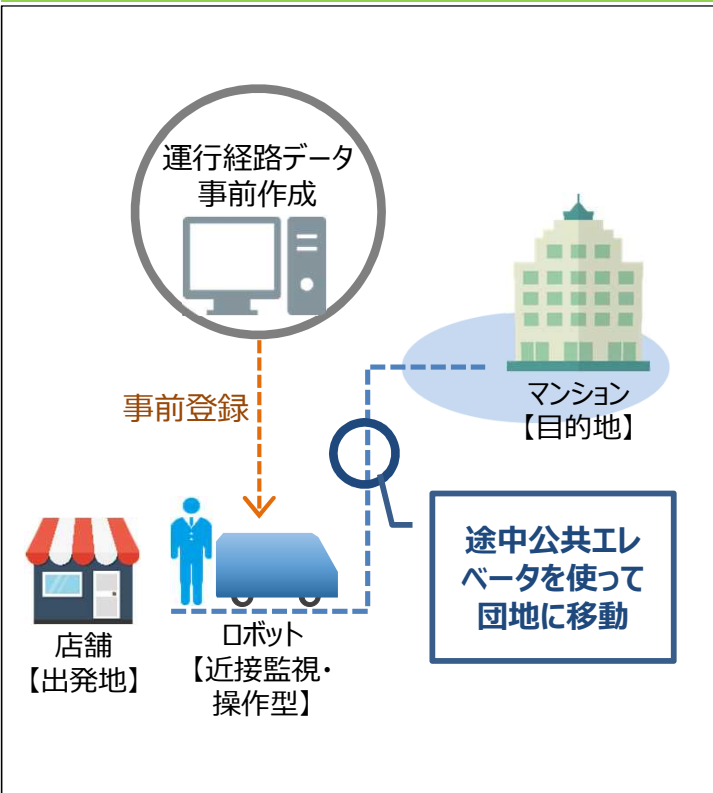 運行経路データ
事前作成
事前登録
マンション
【目的地】
途中公共エレ
ベータを使って
団地に移動
店舗
【出発地】
ロボット
【近接監視・
操作型】